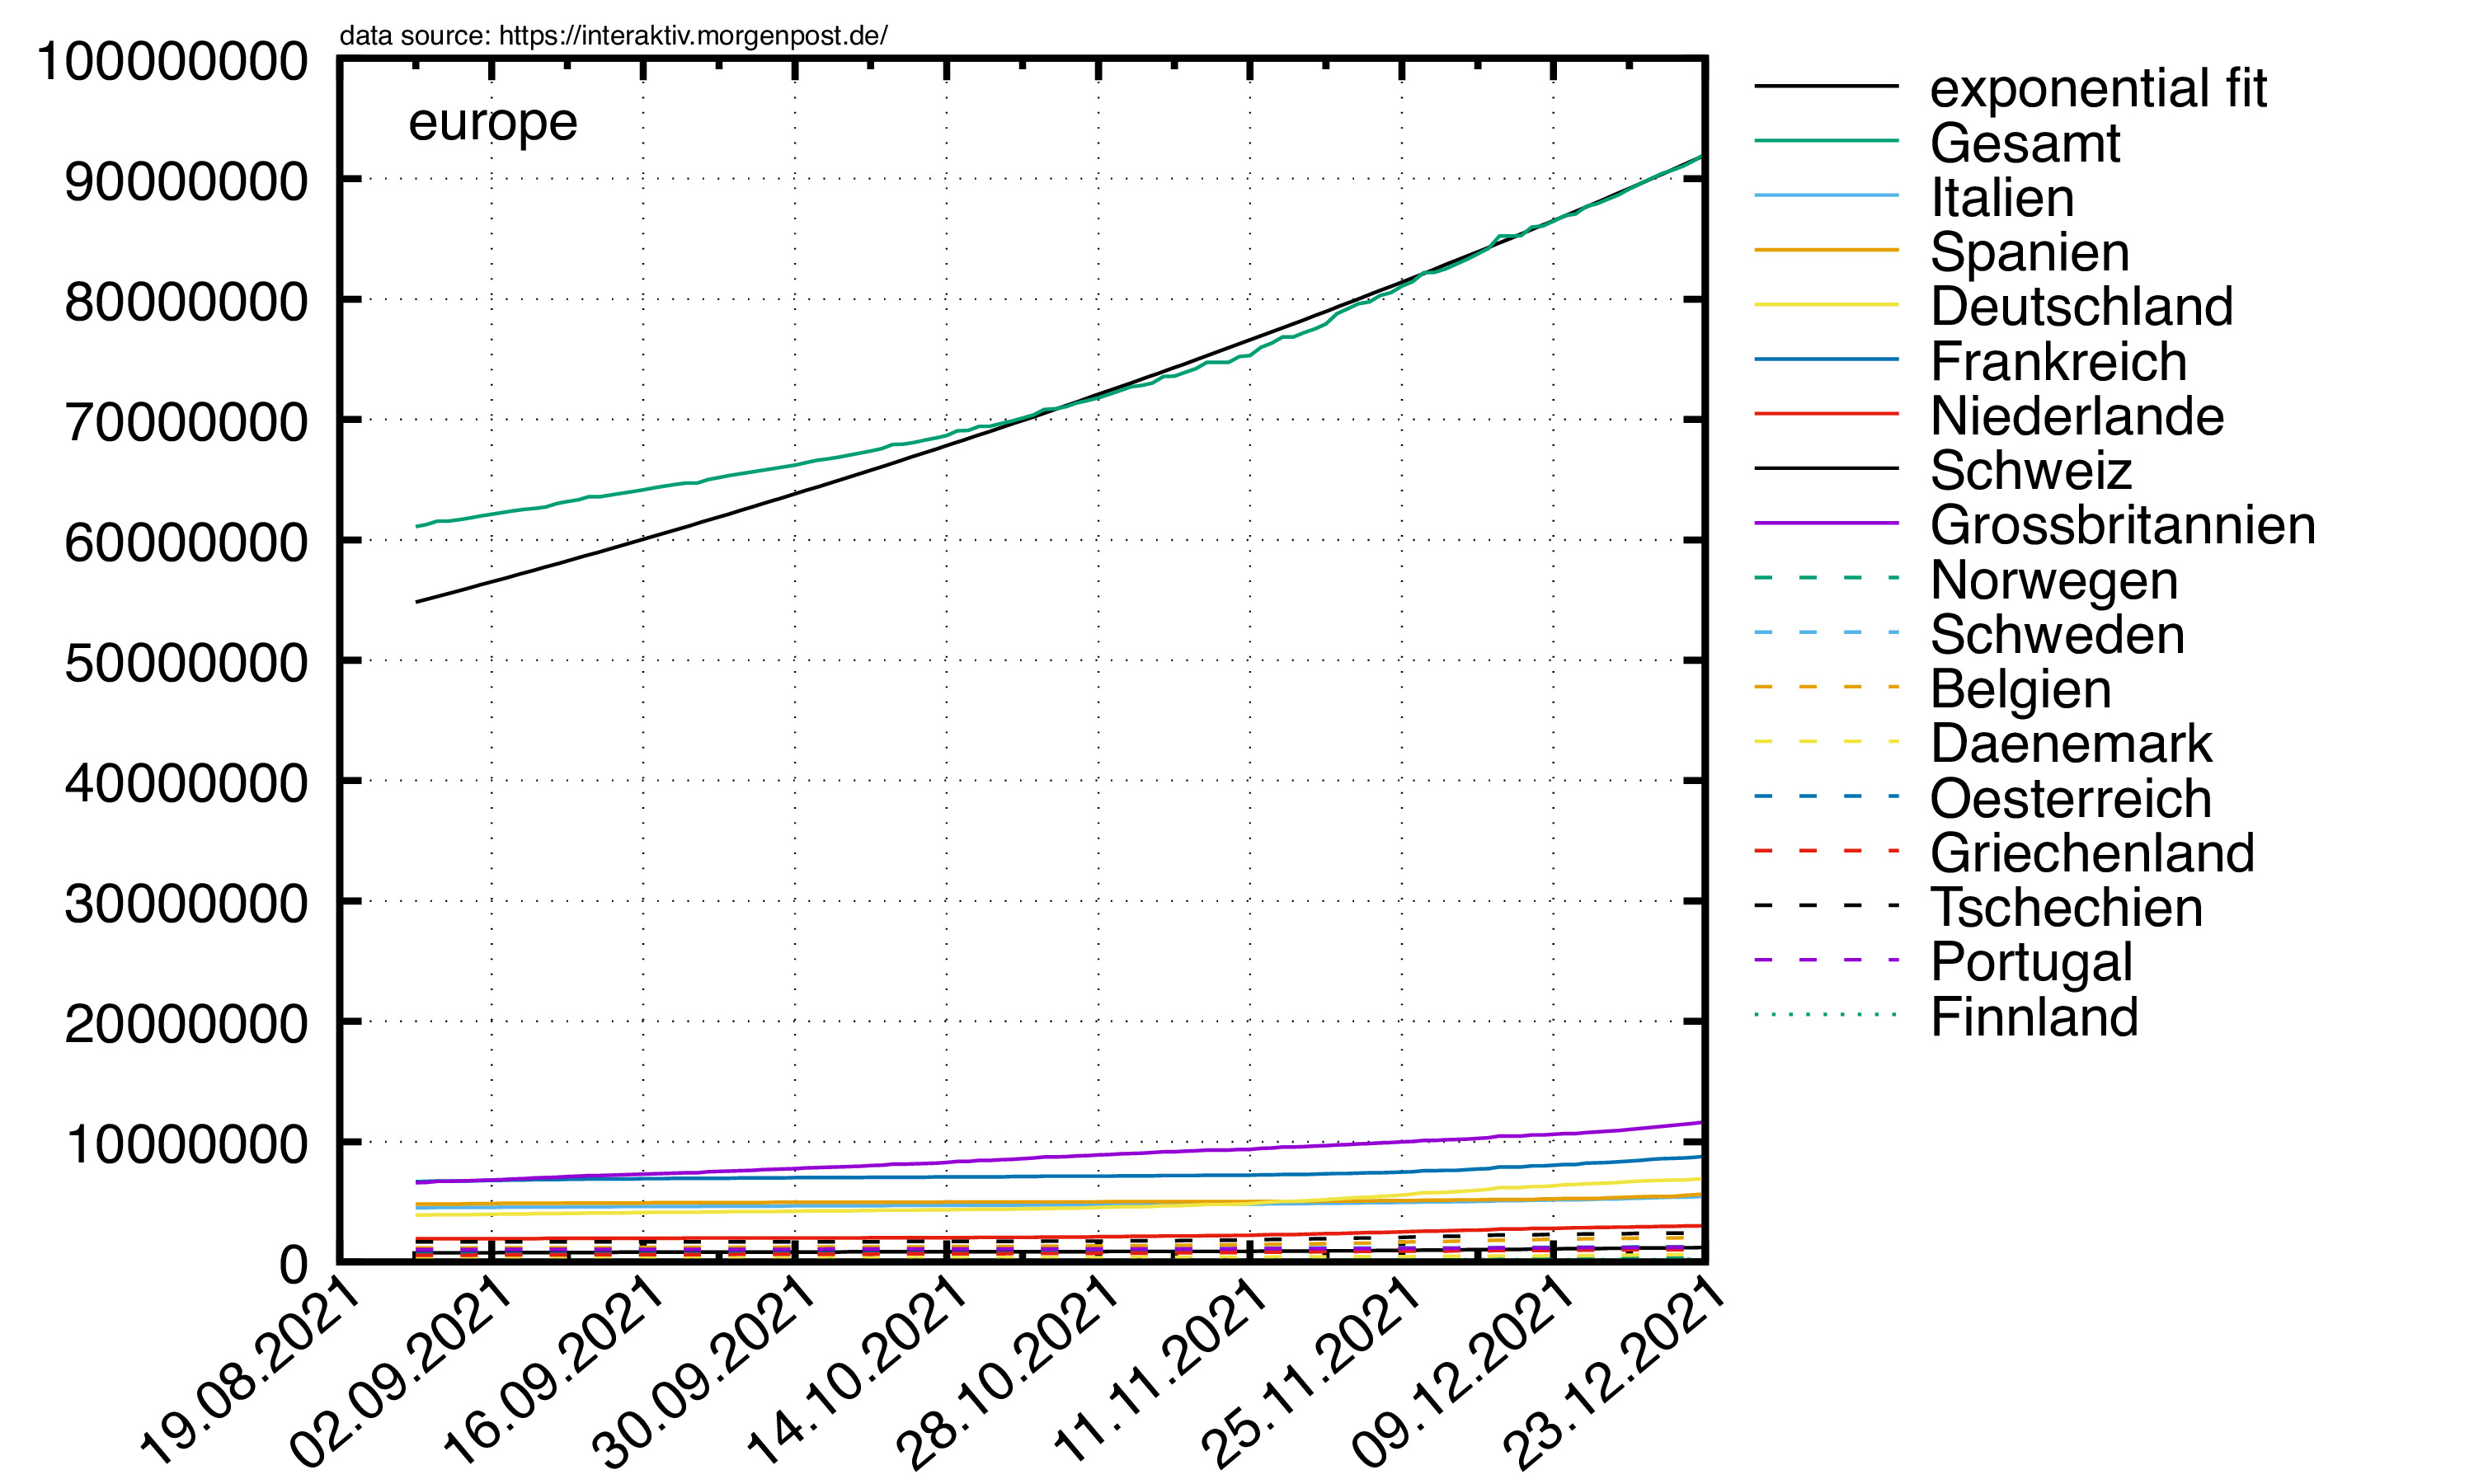 data source: https://interaktiv.morgenpost.de/
europe
100000000
90000000
80000000
70000000
60000000
50000000
40000000
30000000
20000000
10000000
0
19.08.2021
02.09.2021
16.09.2021
30.09.2021
14.10.2021
28.10.2021
11.11.2021
25.11.2021
09.12.2021
23.12.2021
exponential fit
Gesamt
Italien
Spanien
Deutschland
Frankreich
Niederlande
Schweiz
Grossbritannien
Norwegen
Schweden
Belgien
Daenemark
Oesterreich
Griechenland
Tschechien
Portugal
Finnland